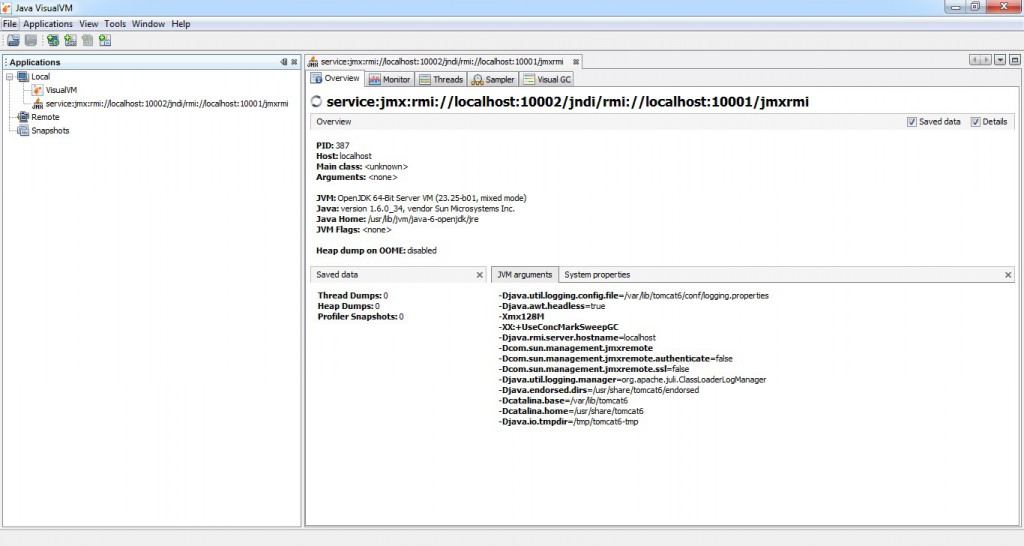 Java VisualVM
File Applications View Tools Window Help
Applications
Local
VisualVM
service:jmx:rmi://localhost:10002/jndi/rmi://localhost:10001/jmxrmi
Remote
Snapshots
service:jmx:rmi://localhost:10002/jndi/rmi://localhost:10001/jmxrmi
Overview Monitor Threads Sampler Visual GC
service:jmx:rmi://localhost:10002/jndi/rmi://localhost:10001/jmxrmi
Overview Saved data Details
PID: 387
Host: localhost
Main class: <unknown>
Arguments: <none>
JVM: OpenJDK 64-Bit Server VM (23.25-b01, mixed mode)
Java: version 1.6.0_34, vendor Sun Microsystems Inc.
Java Home: /usr/lib/jvm/java-6-openjdk/jre
JVM Flags: <none>
Heap dump on OOME: disabled
Saved data
Thread Dumps: 0
Heap Dumps: 0
Profiler Snapshots: 0
JVM arguments System properties
-Djava.util.logging.config.file=/var/lib/tomcat6/conf/logging.properties
-Djava.awt.headless=true
-Xmx128M
-XX:+UseConcMarkSweepGC
-Djava.rmi.server.hostname=localhost
-Dcom.sun.management.jmxremote
-Dcom.sun.management.jmxremote.authenticate=false
-Dcom.sun.management.jmxremote.ssl=false
-Djava.util.logging.manager=org.apache.juli.ClassLoaderLogManager
-Djava.endorsed.dirs=/usr/share/tomcat6/endorsed
-Dcatalina.base=/var/lib/tomcat6
-Dcatalina.home=/usr/share/tomcat6
-Djava.io.tmpdir=/tmp/tomcat6-tmp